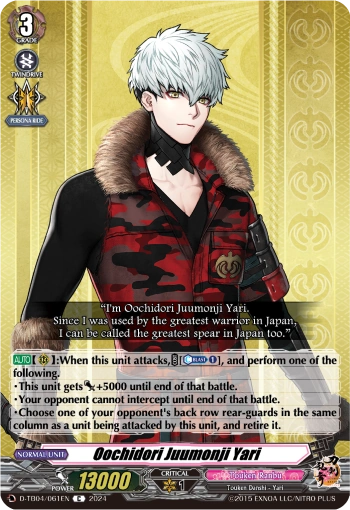 3
GRADE
TWINDRIVE
PERSONA RIDE
"I'm Oochidori Juumonji Yari.
Since I was used by the greatest warrior in Japan,
I can be called the greatest spear in Japan too."
AUTO [ ]:When this unit attacks, [C-BLAST 1], and perform one of the
following.
•This unit gets +5000 until end of that battle.
•Your opponent cannot intercept until end of that battle.
•Choose one of your opponent's back row rear-guards in the same
column as a unit being attacked by this unit, and retire it.
NORMAL UNIT
Oochidori Juumonji Yari
POWER
13000
CRITICAL
1
Touken Ranbu
Touken Danshi - Yari
D-TB04/061EN C 2024
©2015 EXNOA LLC/NITRO PLUS